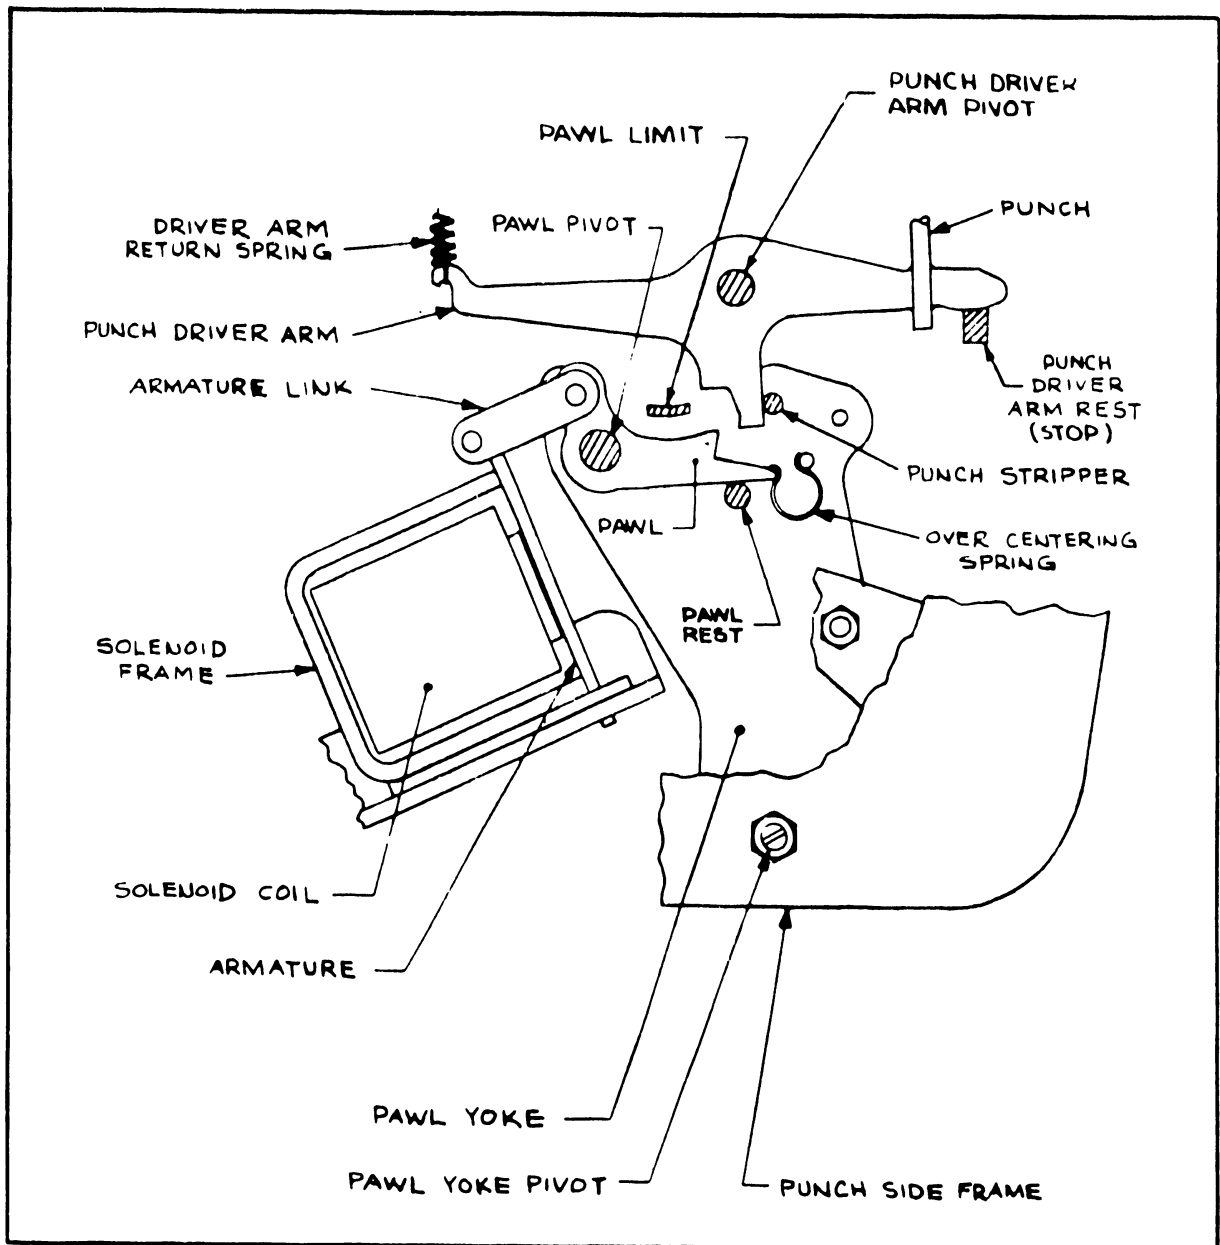 PUNCH DRIVER
ARM PIVOT
PAWL LIMIT
PUNCH
DRIVER ARM
RETURN SPRING
PAWL PIVOT
PUNCH DRIVER ARM
ARMATURE LINK
PUNCH
DRIVER
ARM REST
(STOP)
PUNCH STRIPPER
PAWL
OVER CENTERING
SPRING
PAWL
REST
SOLENOID
FRAME
SOLENOID COIL
ARMATURE
PAWL YOKE
PAWL YOKE PIVOT
PUNCH SIDE FRAME